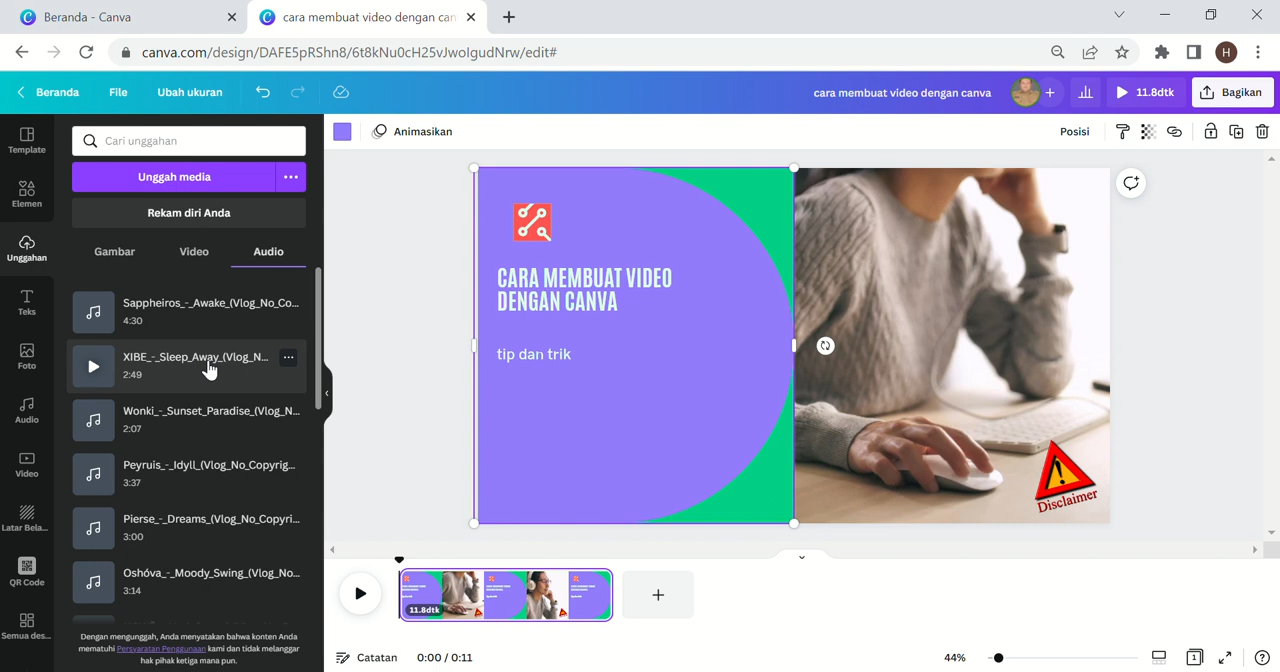 Beranda - Canva
cara membuat video dengan can
canva.com/design/DAFE5pRShn8/6t8kNu0cH25vJwolgudNrw/edit#
H
Beranda
File
Ubah ukuran
cara membuat video dengan canva
11.8dtk
Bagikan
Template
Elemen
Unggahan
Teks
Foto
Audio
Video
Latar Bela...
QR Code
Semua des...
Cari unggahan
Unggah media
Rekam diri Anda
Gambar
Video
Audio
Sappheiros_-_Awake_(Vlog_No_Co...
4:30
XIBE_-_Sleep_Away_(Vlog_N...
2:49
Wonki_-_Sunset_Paradise_(Vlog_N...
2:07
Peyruis_-_Idyll_(Vlog_No_Copyrig...
3:37
Pierse_-_Dreams_(Vlog_No_Copyri...
3:00
Oshóva_-_Moody_Swing_(Vlog_No...
3:14
Dengan mengunggah, Anda menyatakan bahwa konten Anda
mematuhi Persyaratan Penggunaan kami dan tidak melanggar
hak pihak ketiga mana pun.
Animasikan
Posisi
CARA MEMBUAT VIDEO
DENGAN CANVA
tip dan trik
Disclaimer
11.8dtk
Catatan
0:00 / 0:11
44%
1